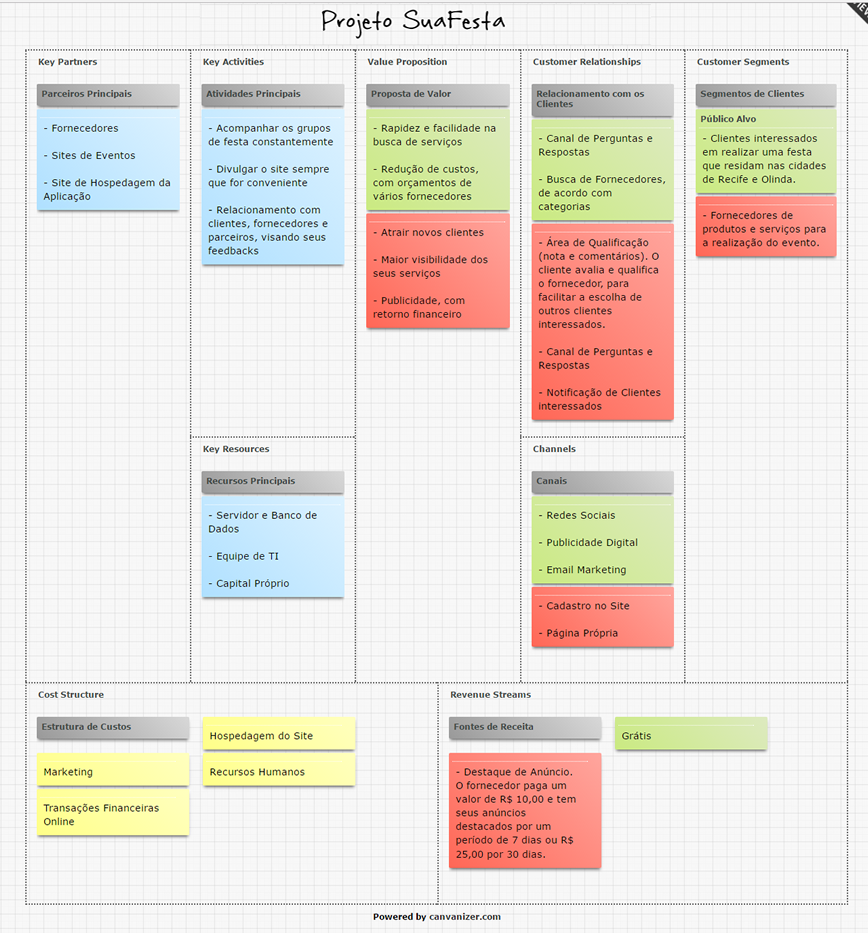 Projeto SuaFesta
Key Partners
Parceiros Principais
- Fornecedores
- Sites de Eventos
- Site de Hospedagem da
Aplicação
Key Activities
Atividades Principais
- Acompanhar os grupos
de festa constantemente
- Divulgar o site sempre
que for conveniente
- Relacionamento com
clientes, fornecedores e
parceiros, visando seus
feedbacks
Key Resources
Recursos Principais
- Servidor e Banco de
Dados
- Equipe de TI
- Capital Próprio
Value Proposition
Proposta de Valor
- Rapidez e facilidade na
busca de serviços
- Redução de custos,
com orçamentos de
vários fornecedores
- Atrair novos clientes
- Maior visibilidade dos
seus serviços
- Publicidade, com
retorno financeiro
Customer Relationships
Relacionamento com os
Clientes
- Canal de Perguntas e
Respostas
- Busca de Fornecedores,
de acordo com
categorias
- Área de Qualificação
(nota e comentários). O
cliente avalia e qualifica
o fornecedor, para
facilitar a escolha de
outros clientes
interessados.
- Canal de Perguntas e
Respostas
- Notificação de Clientes
interessados
Channels
Canais
- Redes Sociais
- Publicidade Digital
- Email Marketing
- Cadastro no Site
- Página Própria
Customer Segments
Segmentos de Clientes
Público Alvo
- Clientes interessados
em realizar uma festa
que residam nas cidades
de Recife e Olinda.
- Fornecedores de
produtos e serviços para
a realização do evento.
Cost Structure
Estrutura de Custos
Marketing
Transações Financeiras
Online
Hospedagem do Site
Recursos Humanos
Revenue Streams
Fontes de Receita
- Destaque de Anúncio.
O fornecedor paga um
valor de R$ 10,00 e tem
seus anúncios
destacados por um
período de 7 dias ou R$
25,00 por 30 dias.
Grátis
Powered by canvanizer.com